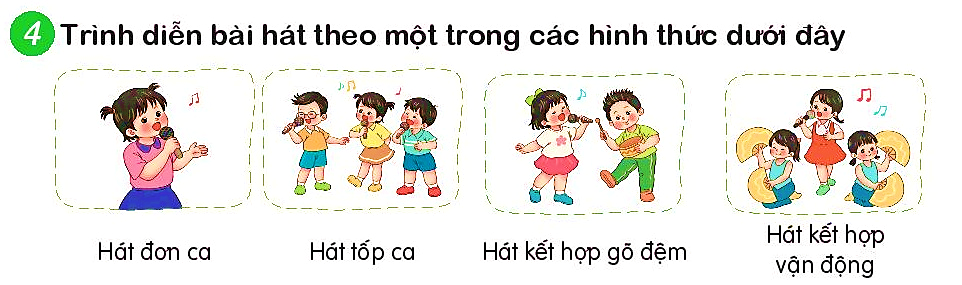 4 Trình diễn bài hát theo một trong các hình thức dưới đây
Hát đơn ca
Hát tốp ca
Hát kết hợp gõ đệm
Hát kết hợp
vận động